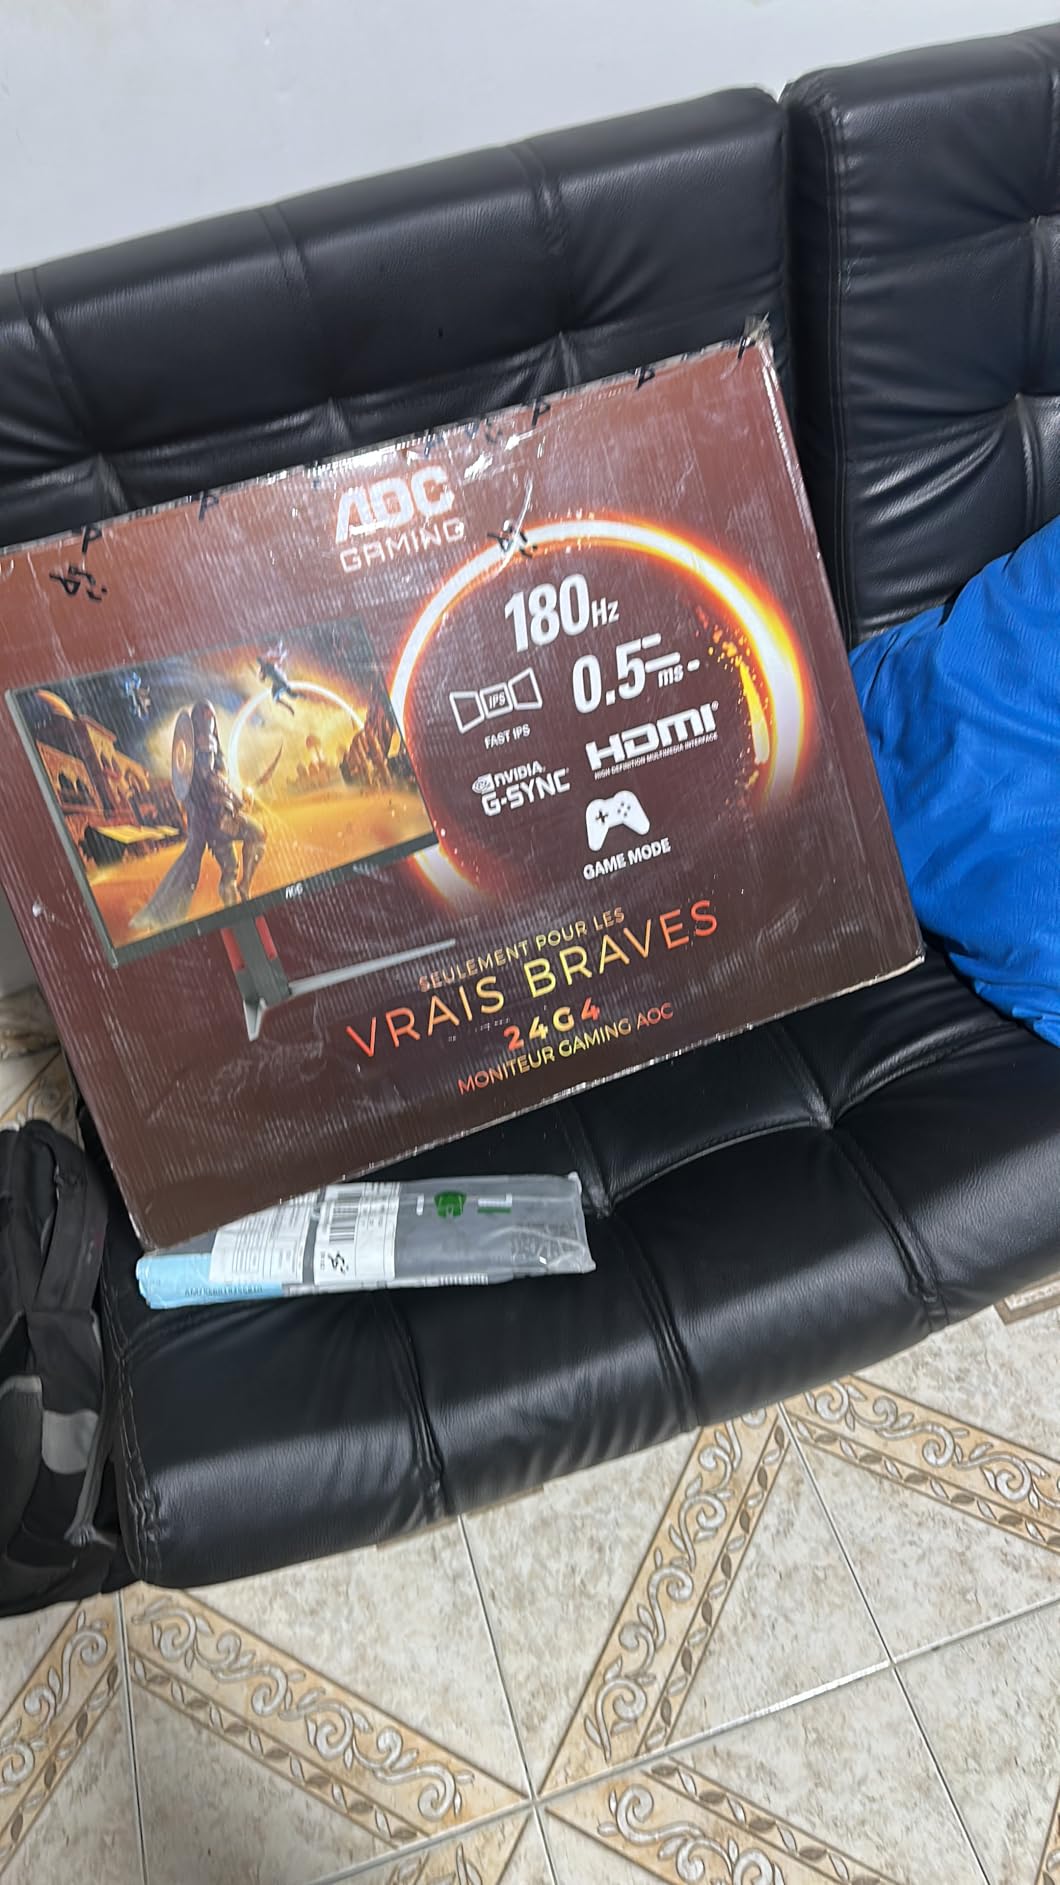 AOC
GAMING
180Hz
0.5ms
IPS
FAST IPS
HDMI
HIGH DEFINITION MULTIMEDIA INTERFACE
NVIDIA
G-SYNC
GAME MODE
AOC
SEULEMENT POUR LES
VRAIS BRAVES
24G4
MONITEUR GAMING AOC